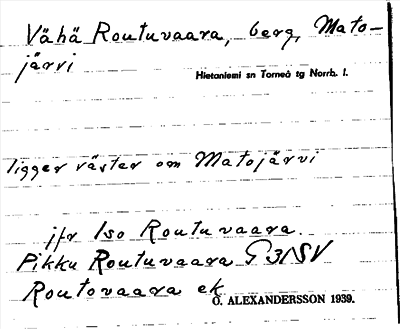 Vähä Routuvaara, berg, Mato-
järvi
Hietaniemi sn Torneå tg Norrb. l.
ligger väster om Matojärvi
jfr Iso Routuvaara.
Pikku Routuvaara
Routovaara ek
O. ALEXANDERSSON 1939.